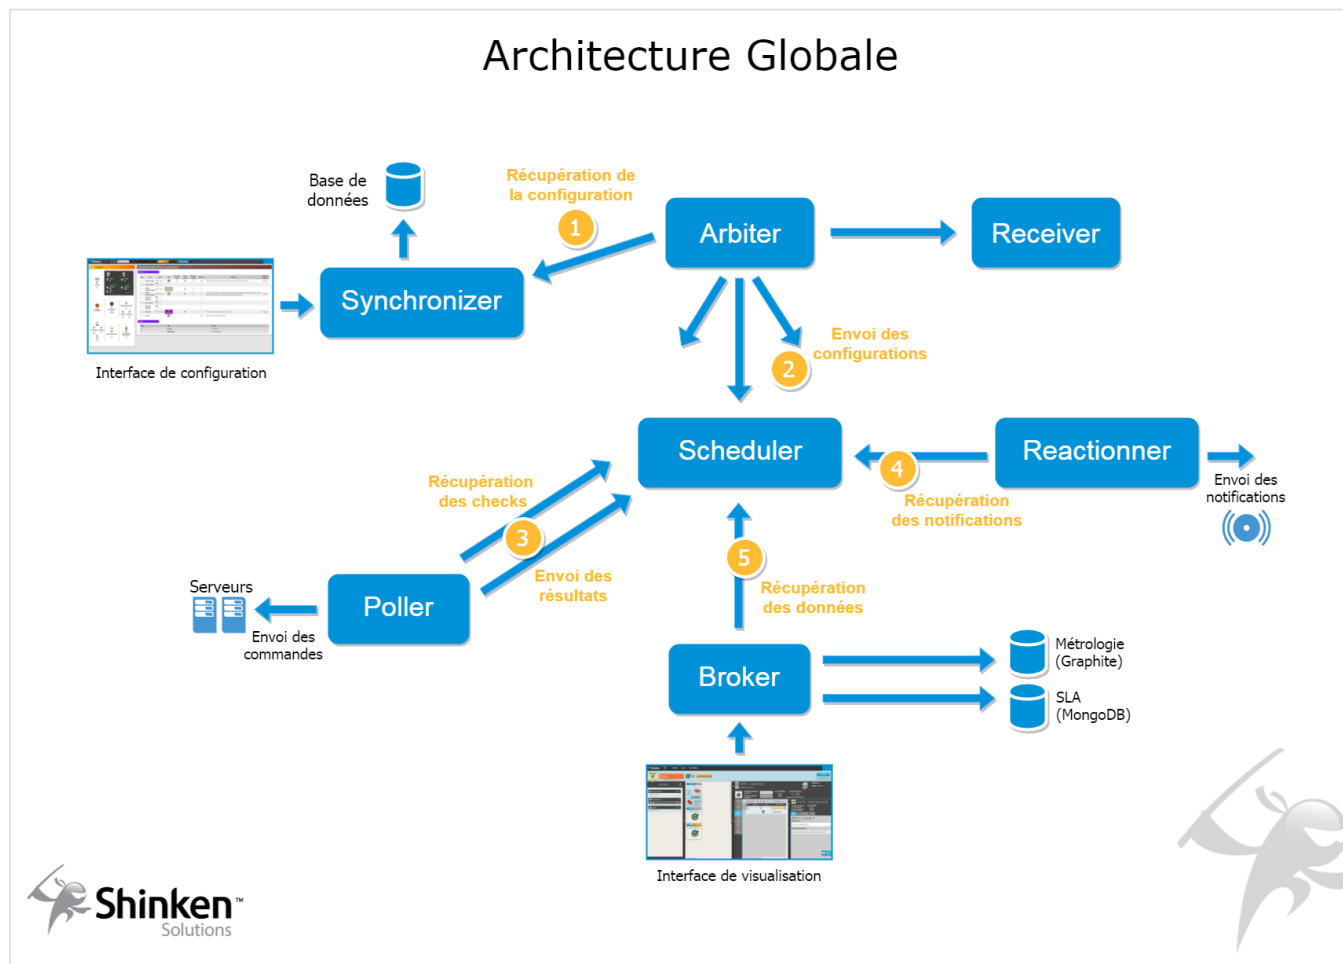 Architecture Globale
Base de
données
Récupération de
la configuration
1
Arbiter
Receiver
Synchronizer
Interface de configuration
Envoi des
configurations
2
Scheduler
Reactionner
4
Récupération
des notifications
Envoi des
notifications
Récupération
des checks
3
Envoi des
résultats
5
Récupération
des données
Serveurs
Envoi des
commandes
Poller
Broker
Métrologie
(Graphite)
SLA
(MongoDB)
Interface de visualisation
Shinken™
Solutions